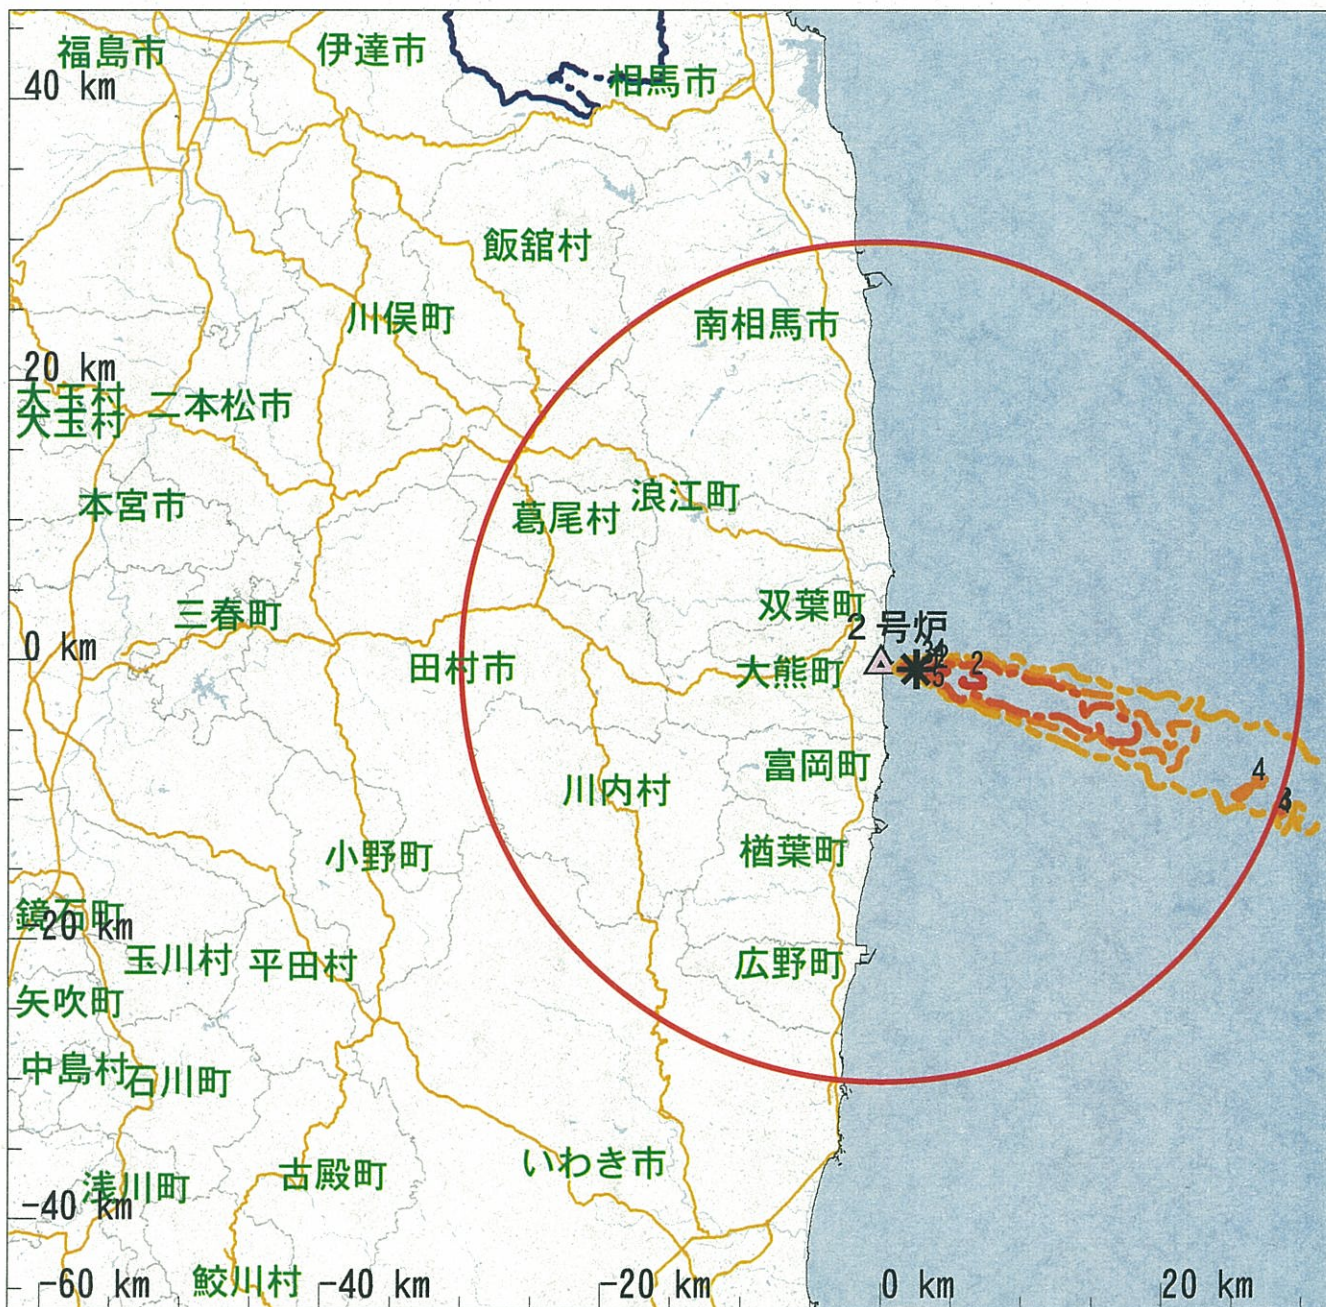 福島市
伊達市
相馬市
40 km
飯舘村
川俣町
南相馬市
20 km
大玉村
大玉村
二本松市
本宮市
葛尾村
浪江町
三春町
双葉町
2号炉
0 km
田村市
大熊町
2
5
富岡町
川内村
4
3
小野町
楢葉町
鏡石町
-20 km
玉川村
平田村
広野町
矢吹町
中島村
石川町
いわき市
古殿町
浅川町
-40 km
鮫川村
-60 km
-40 km
-20 km
0 km
20 km